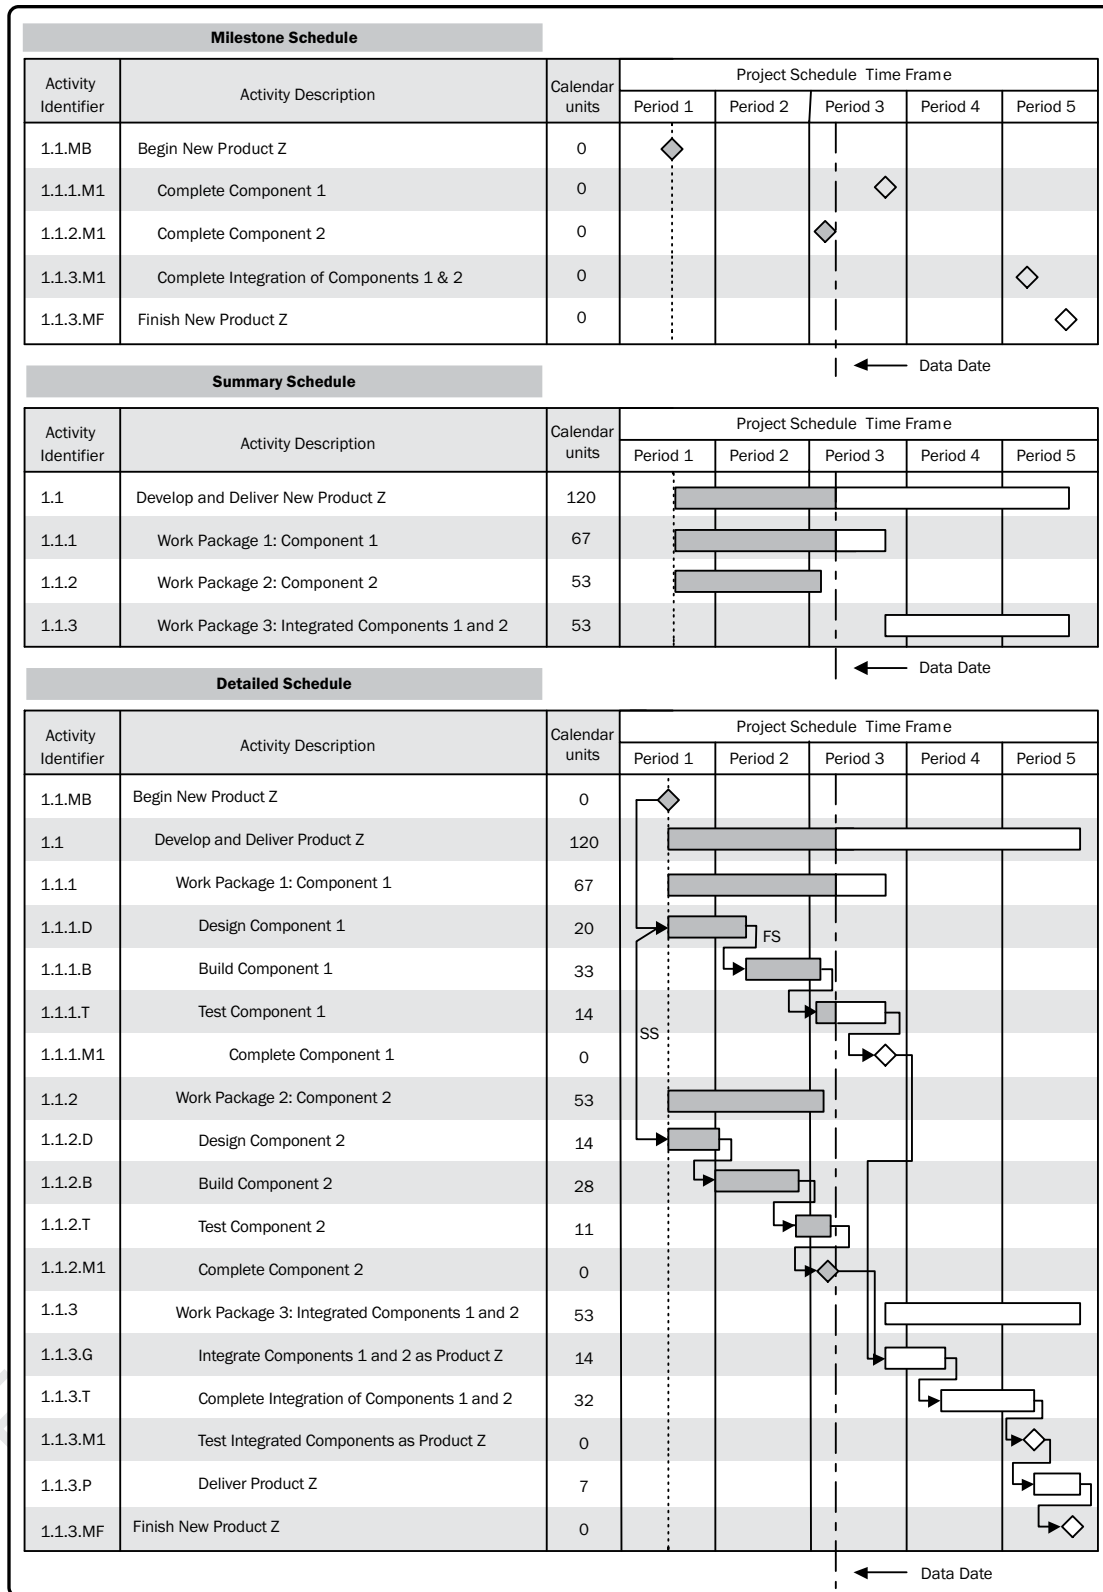 Milestone Schedule
Activity Identifier Activity Description Calendar units Project Schedule Time Frame
Period 1 Period 2 Period 3 Period 4 Period 5
1.1.MB Begin New Product Z 0
1.1.1.M1 Complete Component 1 0
1.1.2.M1 Complete Component 2 0
1.1.3.M1 Complete Integration of Components 1 & 2 0
1.1.3.MF Finish New Product Z 0
Data Date
Summary Schedule
Activity Identifier Activity Description Calendar units Project Schedule Time Frame
Period 1 Period 2 Period 3 Period 4 Period 5
1.1 Develop and Deliver New Product Z 120
1.1.1 Work Package 1: Component 1 67
1.1.2 Work Package 2: Component 2 53
1.1.3 Work Package 3: Integrated Components 1 and 2 53
Data Date
Detailed Schedule
Activity Identifier Activity Description Calendar units Project Schedule Time Frame
Period 1 Period 2 Period 3 Period 4 Period 5
1.1.MB Begin New Product Z 0
1.1 Develop and Deliver Product Z 120
1.1.1 Work Package 1: Component 1 67
1.1.1.D Design Component 1 20 FS
1.1.1.B Build Component 1 33
1.1.1.T Test Component 1 14
SS
1.1.1.M1 Complete Component 1 0
1.1.2 Work Package 2: Component 2 53
1.1.2.D Design Component 2 14
1.1.2.B Build Component 2 28
1.1.2.T Test Component 2 11
1.1.2.M1 Complete Component 2 0
1.1.3 Work Package 3: Integrated Components 1 and 2 53
1.1.3.G Integrate Components 1 and 2 as Product Z 14
1.1.3.T Complete Integration of Components 1 and 2 32
1.1.3.M1 Test Integrated Components as Product Z 0
1.1.3.P Deliver Product Z 7
1.1.3.MF Finish New Product Z 0
Data Date